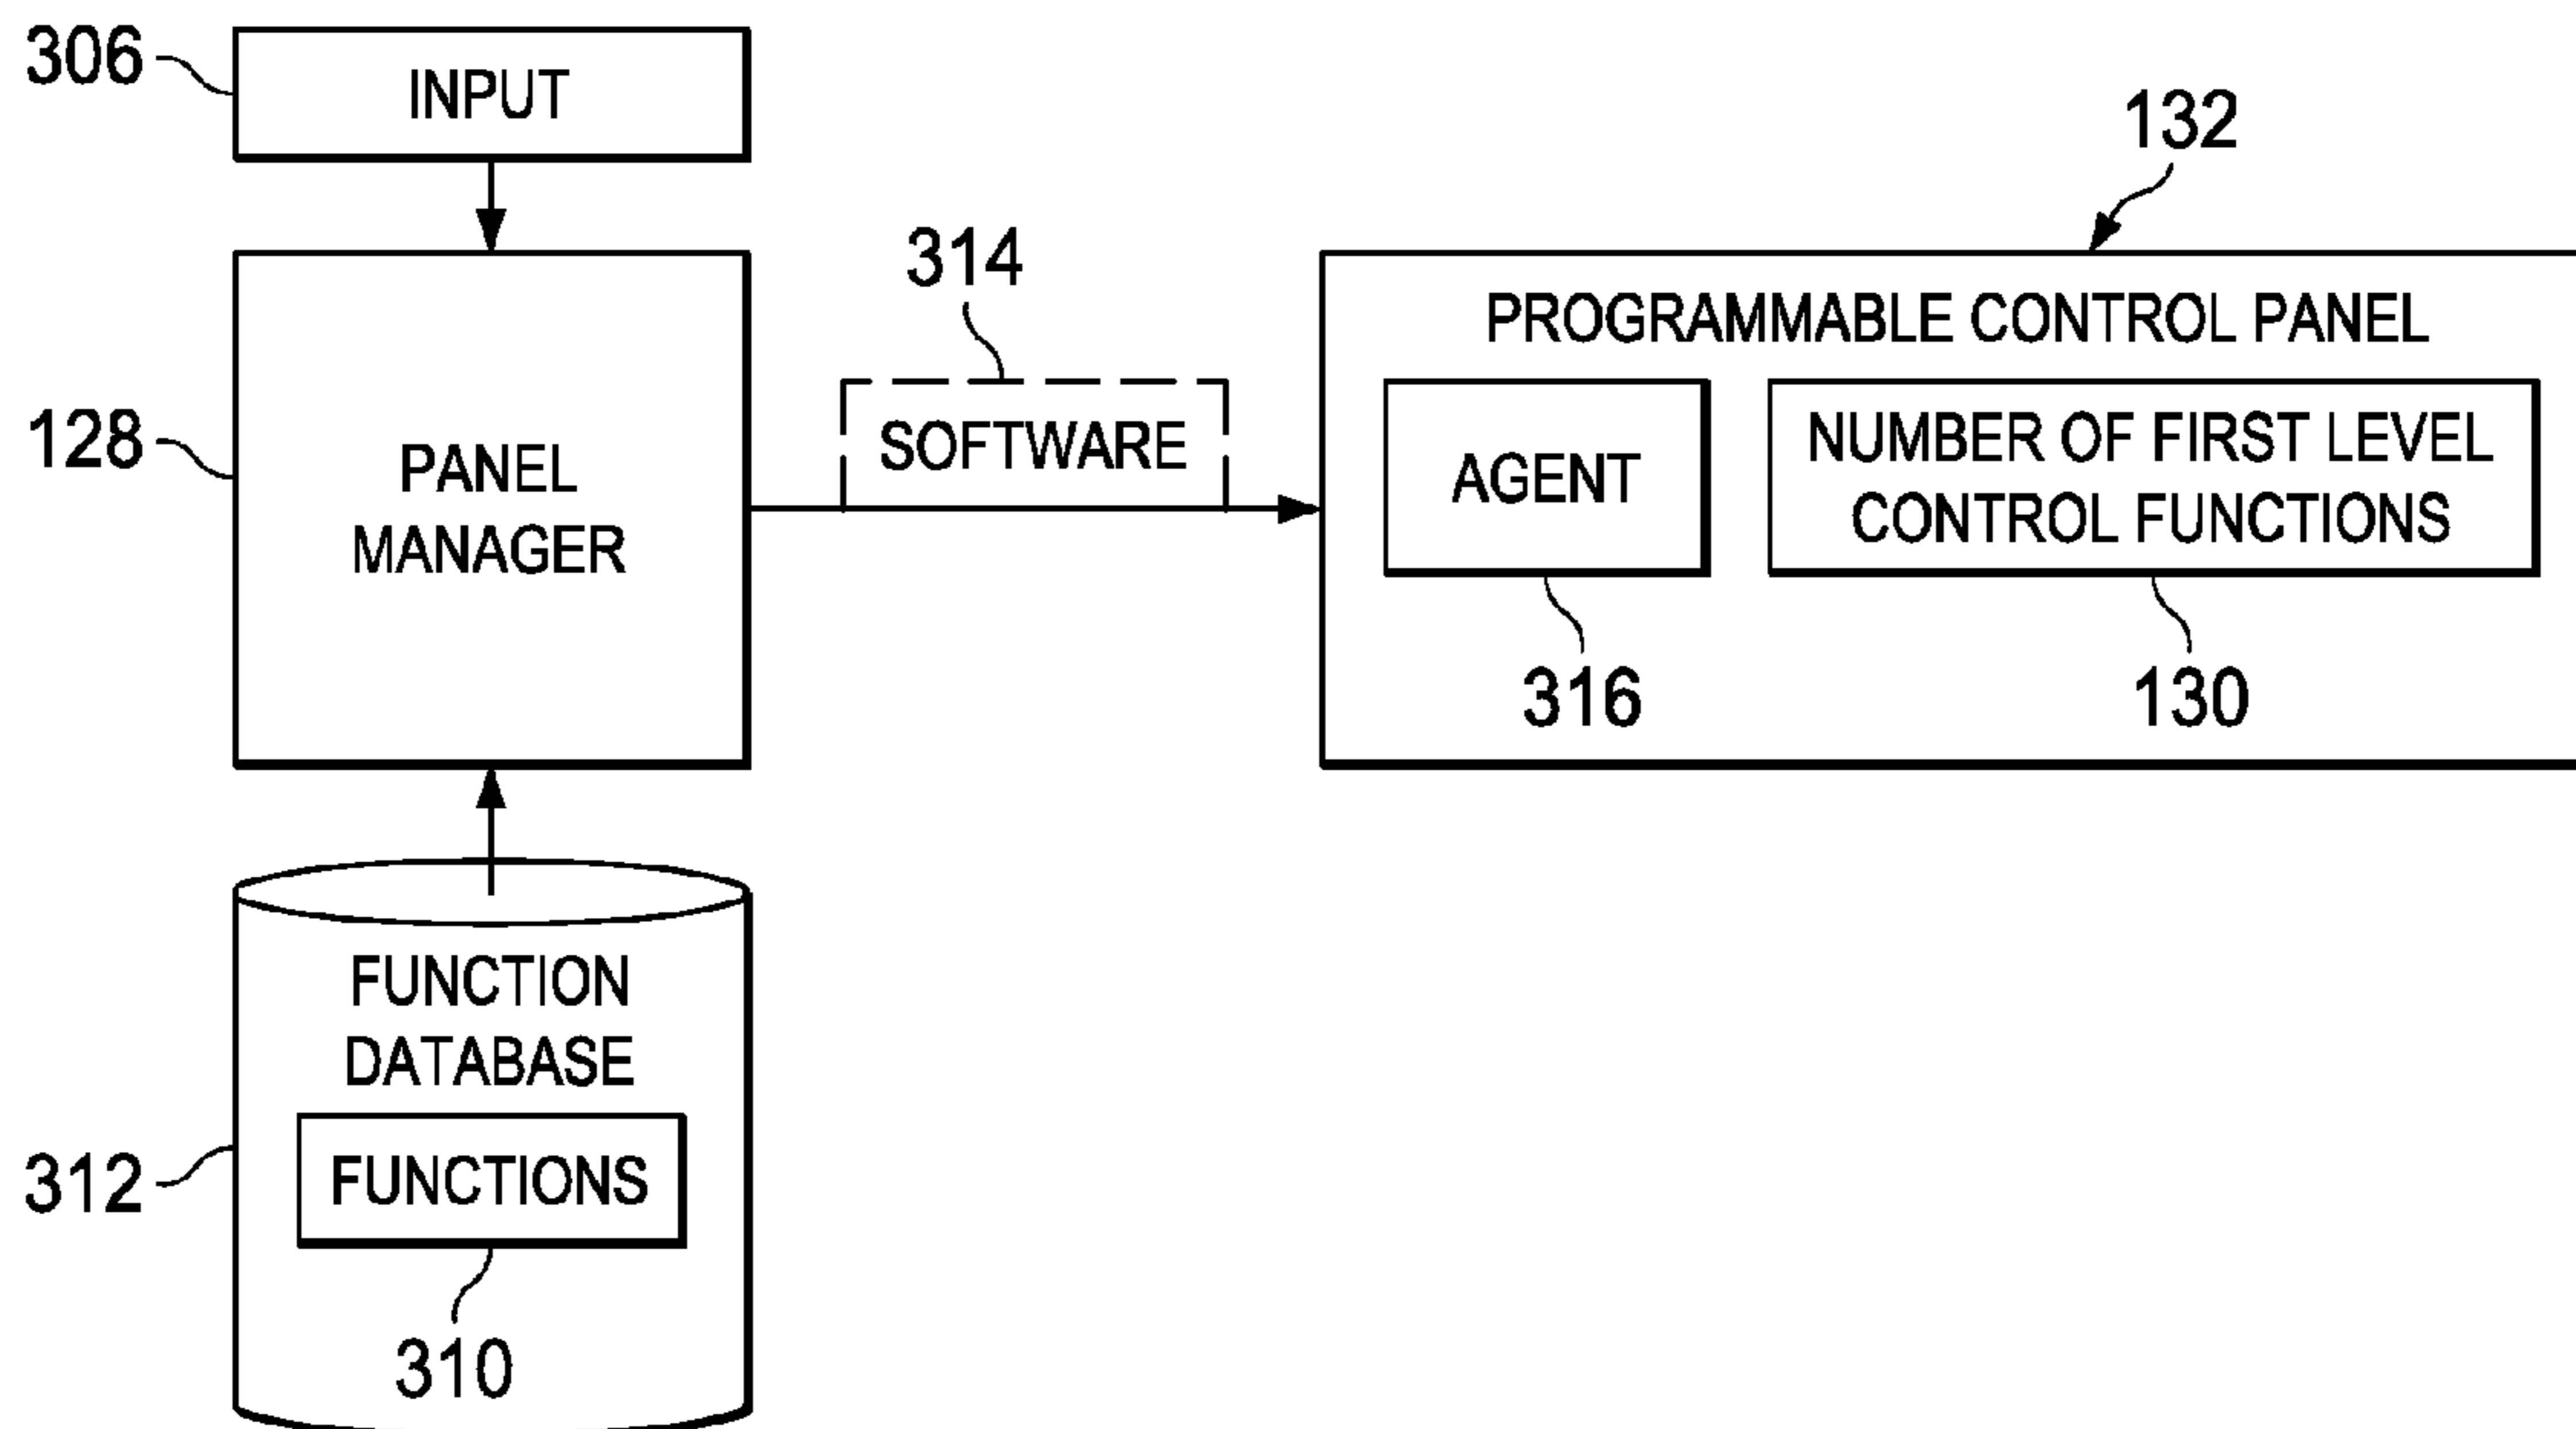 306
INPUT
132
314
PROGRAMMABLE CONTROL PANEL
128
PANEL
MANAGER
SOFTWARE
AGENT
NUMBER OF FIRST LEVEL
CONTROL FUNCTIONS
316
130
FUNCTION
DATABASE
312
FUNCTIONS
310